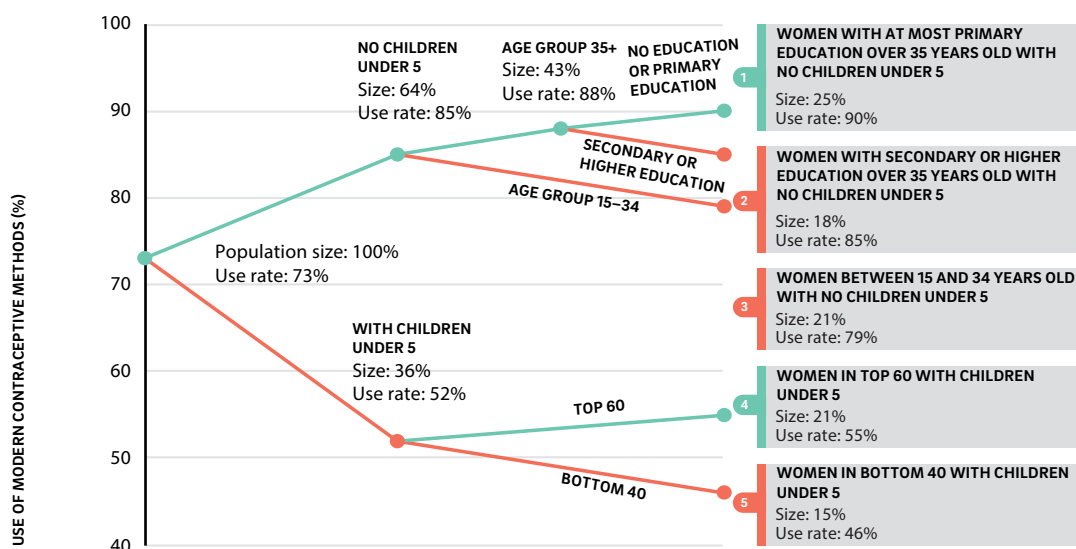 USE OF MODERN CONTRACEPTIVE METHODS (%)
100
90
80
70
60
50
40
Population size: 100%
Use rate: 73%
NO CHILDREN
UNDER 5
Size: 64%
Use rate: 85%
AGE GROUP 35+
Size: 43%
Use rate: 88%
NO EDUCATION
OR PRIMARY
EDUCATION
SECONDARY OR
HIGHER EDUCATION
AGE GROUP 15–34
WITH CHILDREN
UNDER 5
Size: 36%
Use rate: 52%
TOP 60
BOTTOM 40
1
WOMEN WITH AT MOST PRIMARY
EDUCATION OVER 35 YEARS OLD WITH
NO CHILDREN UNDER 5
Size: 25%
Use rate: 90%
2
WOMEN WITH SECONDARY OR HIGHER
EDUCATION OVER 35 YEARS OLD WITH
NO CHILDREN UNDER 5
Size: 18%
Use rate: 85%
3
WOMEN BETWEEN 15 AND 34 YEARS OLD
WITH NO CHILDREN UNDER 5
Size: 21%
Use rate: 79%
4
WOMEN IN TOP 60 WITH CHILDREN
UNDER 5
Size: 21%
Use rate: 55%
5
WOMEN IN BOTTOM 40 WITH CHILDREN
UNDER 5
Size: 15%
Use rate: 46%